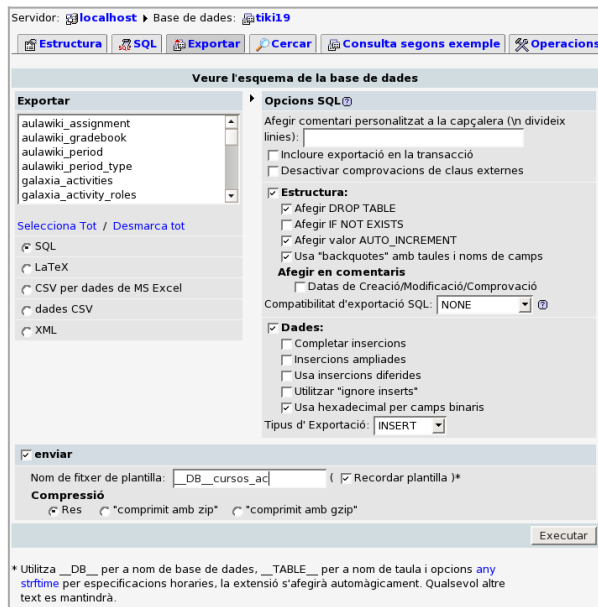 Servidor: localhost ▸ Base de dades: tiki19
Estructura SQL Exportar Cercar Consulta segons exemple Operacions
Veure l'esquema de la base de dades
Exportar
aulawiki_assignment
aulawiki_gradebook
aulawiki_period
aulawiki_period_type
galaxia_activities
galaxia_activity_roles
Selecciona Tot / Desmarca tot
SQL
LaTeX
CSV per dades de MS Excel
dades CSV
XML
Opcions SQL
Afegir comentari personalitzat a la capçalera (\n divideix
línies):
Incloure exportació en la transacció
Desactivar comprovacions de claus externes
Estructura:
Afegir DROP TABLE
Afegir IF NOT EXISTS
Afegir valor AUTO_INCREMENT
Usa "backquotes" amb taules i noms de camps
Afegir en comentaris
Datas de Creació/Modificació/Comprovació
Compatibilitat d'exportació SQL: NONE
Dades:
Completar insercions
Insercions ampliades
Usa insercions diferides
Utilitzar "ignore inserts"
Usa hexadecimal per camps binaris
Tipus d' Exportació: INSERT
enviar
Nom de fitxer de plantilla: __DB__cursos_ac ( Recordar plantilla )*
Compressió
Res "comprimit amb zip" "comprimit amb gzip"
Executar
* Utilitza __DB__ per a nom de base de dades, __TABLE__ per a nom de taula i opcions any
strftime per especificacions horaries, la extensió s'afegirà automàgicament. Qualsevol altre
text es mantindrà.